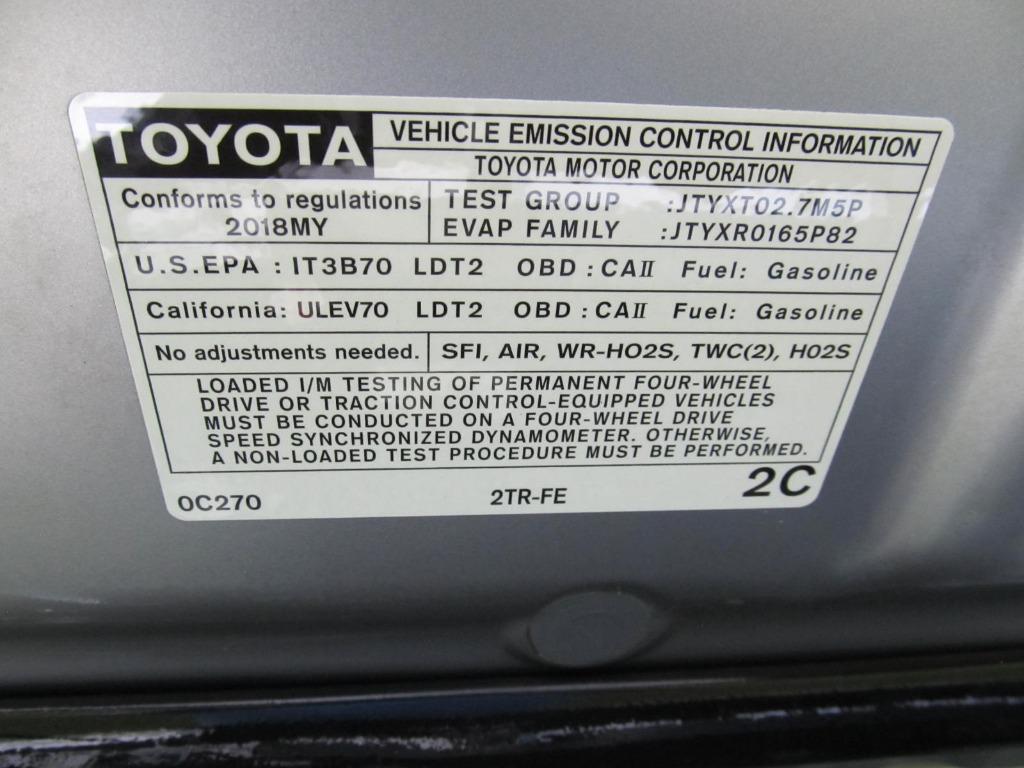 TOYOTA
VEHICLE EMISSION CONTROL INFORMATION
TOYOTA MOTOR CORPORATION
Conforms to regulations
2018MY
TEST GROUP :JTYXT02.7M5P
EVAP FAMILY :JTYXR0165P82
U.S.EPA : IT3B70 LDT2 OBD : CAII Fuel: Gasoline
California: ULEV70 LDT2 OBD : CAII Fuel: Gasoline
No adjustments needed.
SFI, AIR, WR-HO2S, TWC(2), HO2S
LOADED I/M TESTING OF PERMANENT FOUR-WHEEL
DRIVE OR TRACTION CONTROL-EQUIPPED VEHICLES
MUST BE CONDUCTED ON A FOUR-WHEEL DRIVE
SPEED SYNCHRONIZED DYNAMOMETER. OTHERWISE,
A NON-LOADED TEST PROCEDURE MUST BE PERFORMED.
0C270 2TR-FE 2C